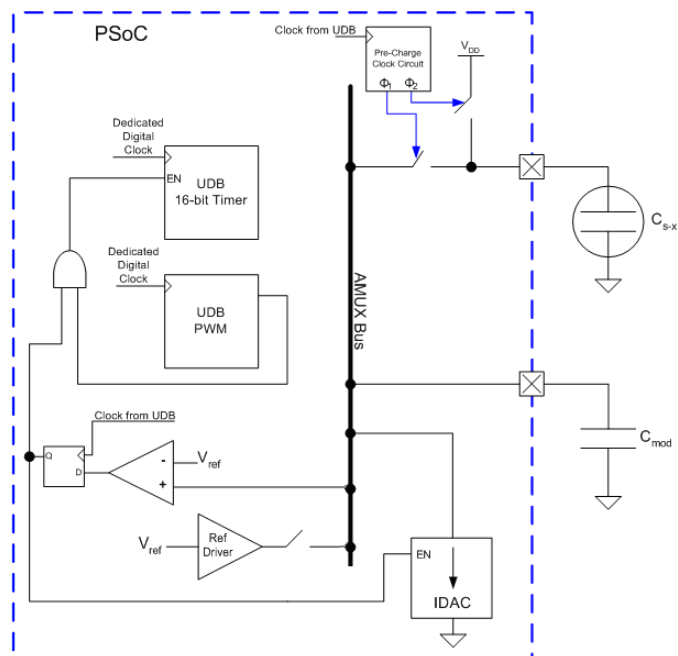 PSoC
Clock from UDB
Pre-Charge
Clock Circuit
Φ1 Φ2
VDD
Dedicated
Digital
Clock
EN
UDB
16-bit Timer
Cs-x
Dedicated
Digital
Clock
UDB
PWM
AMUX Bus
Clock from UDB
Q
D
-
+
Vref
Cmod
Vref
Ref
Driver
EN
IDAC